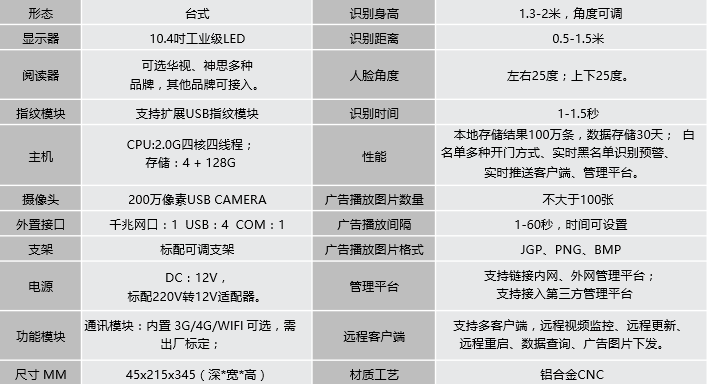 形态 台式 识别身高 1.3-2米，角度可调
显示器 10.4吋工业级LED 识别距离 0.5-1.5米
阅读器 可选华视、神思多种 人脸角度 左右25度；上下25度。
品牌，其他品牌可接入。
指纹模块 支持扩展USB指纹模块 识别时间 1-1.5秒
主机 CPU:2.0G四核四线程； 性能 本地存储结果100万条，数据存储30天； 白
存储：4 + 128G 名单多种开门方式、实时黑名单识别预警、
实时推送客户端、管理平台。
摄像头 200万像素USB CAMERA 广告播放图片数量 不大于100张
外置接口 千兆网口：1 USB：4 COM：1 广告播放间隔 1-60秒，时间可设置
支架 标配可调支架 广告播放图片格式 JGP、PNG、BMP
电源 DC：12V， 管理平台 支持链接内网、外网管理平台；
标配220V转12V适配器。 支持接入第三方管理平台
功能模块 通讯模块：内置 3G/4G/WIFI 可选，需 远程客户端 支持多客户端，远程视频监控、远程更新、
出厂标定； 远程重启、数据查询、广告图片下发。
尺寸 MM 45x215x345（深*宽*高） 材质工艺 铝合金CNC